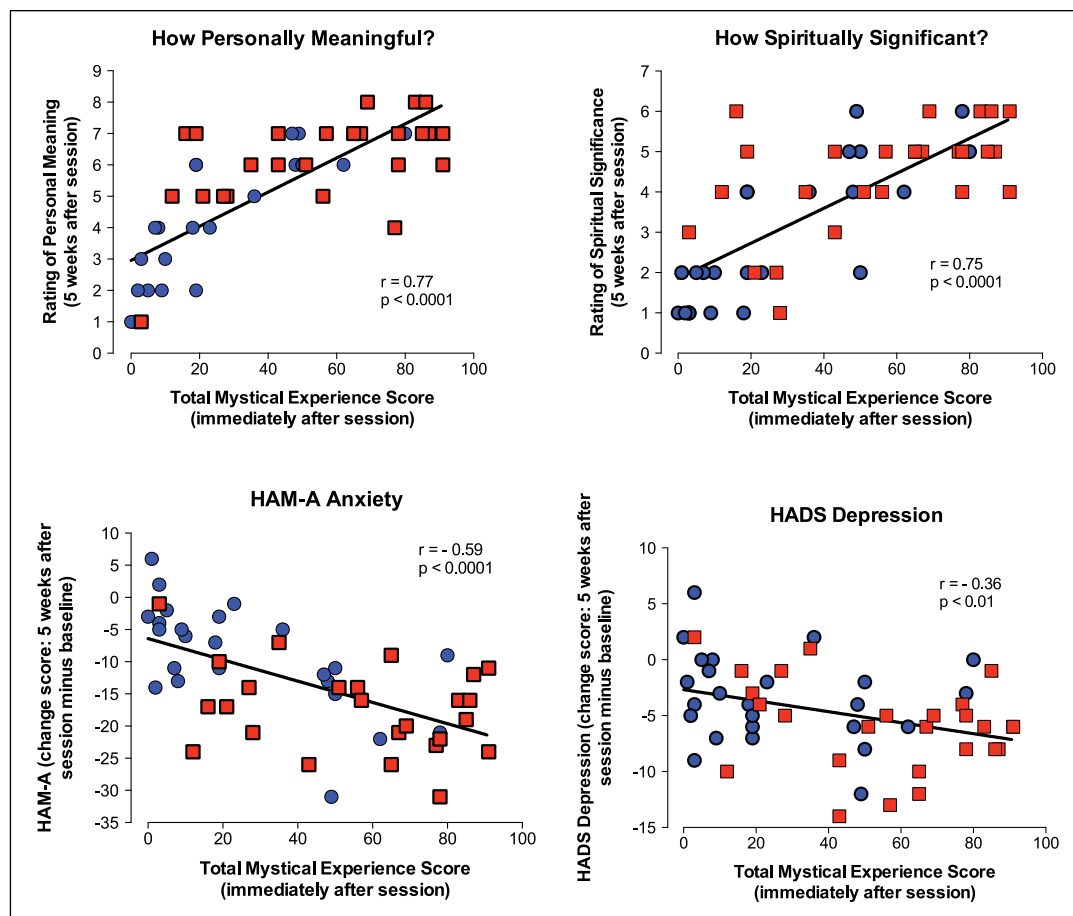 How Personally Meaningful?
9
8
7
6
5
4
3
2
1
0
Rating of Personal Meaning
(5 weeks after session)
r = 0.77
p < 0.0001
0
20
40
60
80
100
Total Mystical Experience Score
(immediately after session)
How Spiritually Significant?
7
6
5
4
3
2
1
0
Rating of Spiritual Significance
(5 weeks after session)
r = 0.75
p < 0.0001
0
20
40
60
80
100
Total Mystical Experience Score
(immediately after session)
HAM-A Anxiety
10
5
0
-5
-10
-15
-20
-25
-30
-35
HAM-A (change score: 5 weeks after
session minus baseline)
r = - 0.59
p < 0.0001
0
20
40
60
80
100
Total Mystical Experience Score
(immediately after session)
HADS Depression
10
5
0
-5
-10
-15
HADS Depression (change score: 5 weeks after
session minus baseline)
r = - 0.36
p < 0.01
0
20
40
60
80
100
Total Mystical Experience Score
(immediately after session)